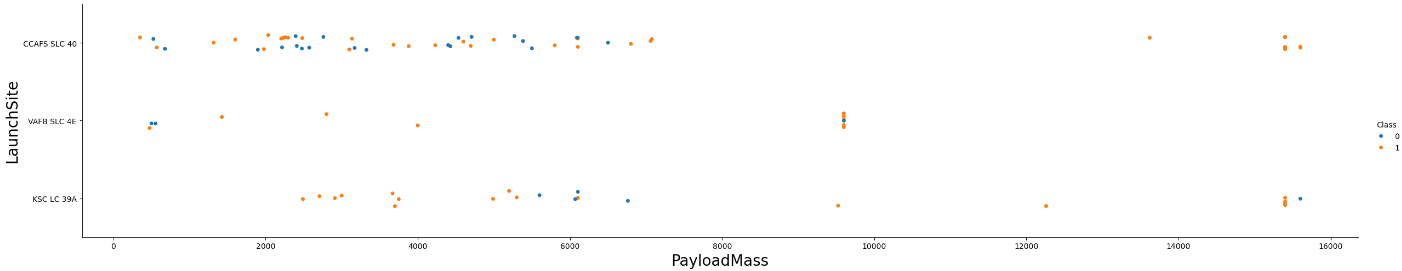 LaunchSite
CCAFS SLC 40
VAFB SLC 4E
KSC LC 39A
0 2000 4000 6000 8000 10000 12000 14000 16000
PayloadMass
Class
0
1